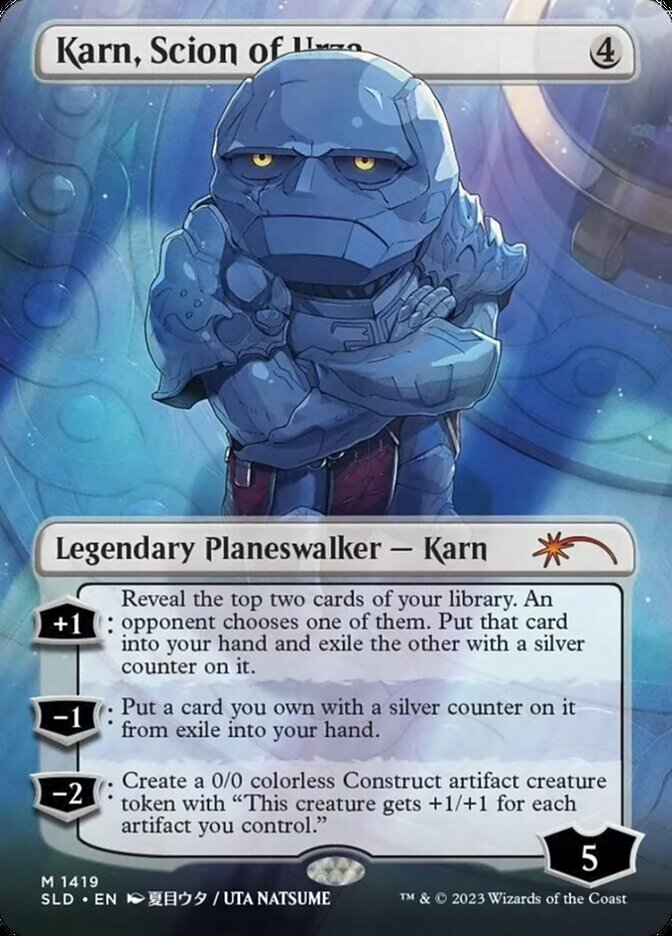 Karn, Scion of Urza
4
Legendary Planeswalker — Karn
+1 : Reveal the top two cards of your library. An
opponent chooses one of them. Put that card
into your hand and exile the other with a silver
counter on it.
−1 : Put a card you own with a silver counter on it
from exile into your hand.
−2 : Create a 0/0 colorless Construct artifact creature
token with “This creature gets +1/+1 for each
artifact you control.”
5
M 1419
SLD • EN 夏目ウタ / UTA NATSUME
™ & © 2023 Wizards of the Coast